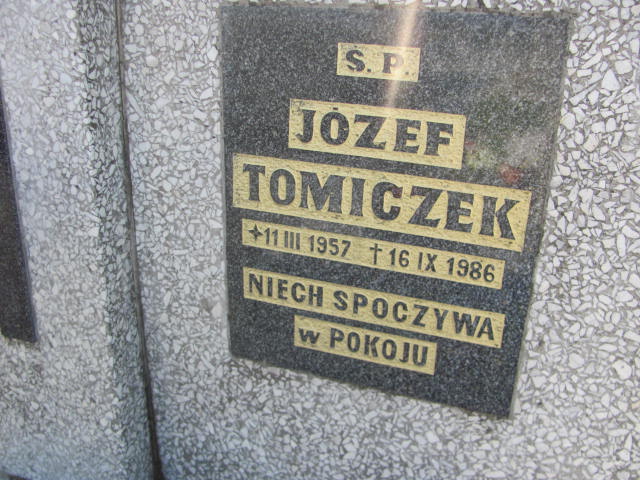 Ś. P.
JÓZEF
TOMICZEK
✦11 III 1957 †16 IX 1986
NIECH SPOCZYWA
w POKOJU